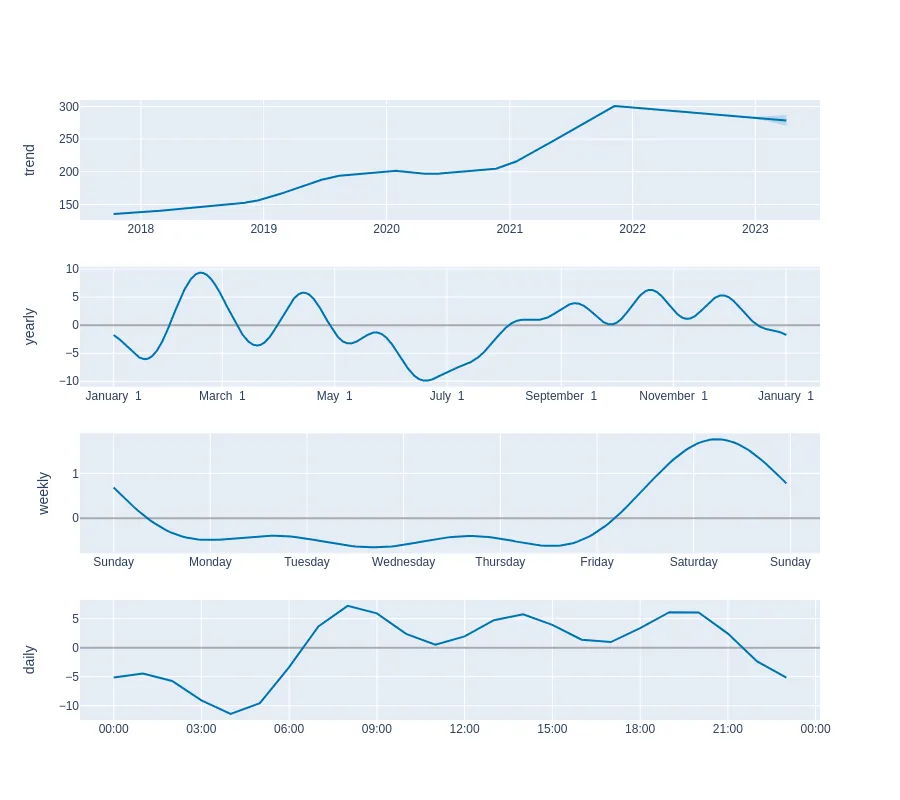 trend
300
250
200
150
2018 2019 2020 2021 2022 2023
yearly
10
5
0
−5
−10
January 1 March 1 May 1 July 1 September 1 November 1 January 1
weekly
1
0
Sunday Monday Tuesday Wednesday Thursday Friday Saturday Sunday
daily
5
0
−5
−10
00:00 03:00 06:00 09:00 12:00 15:00 18:00 21:00 00:00